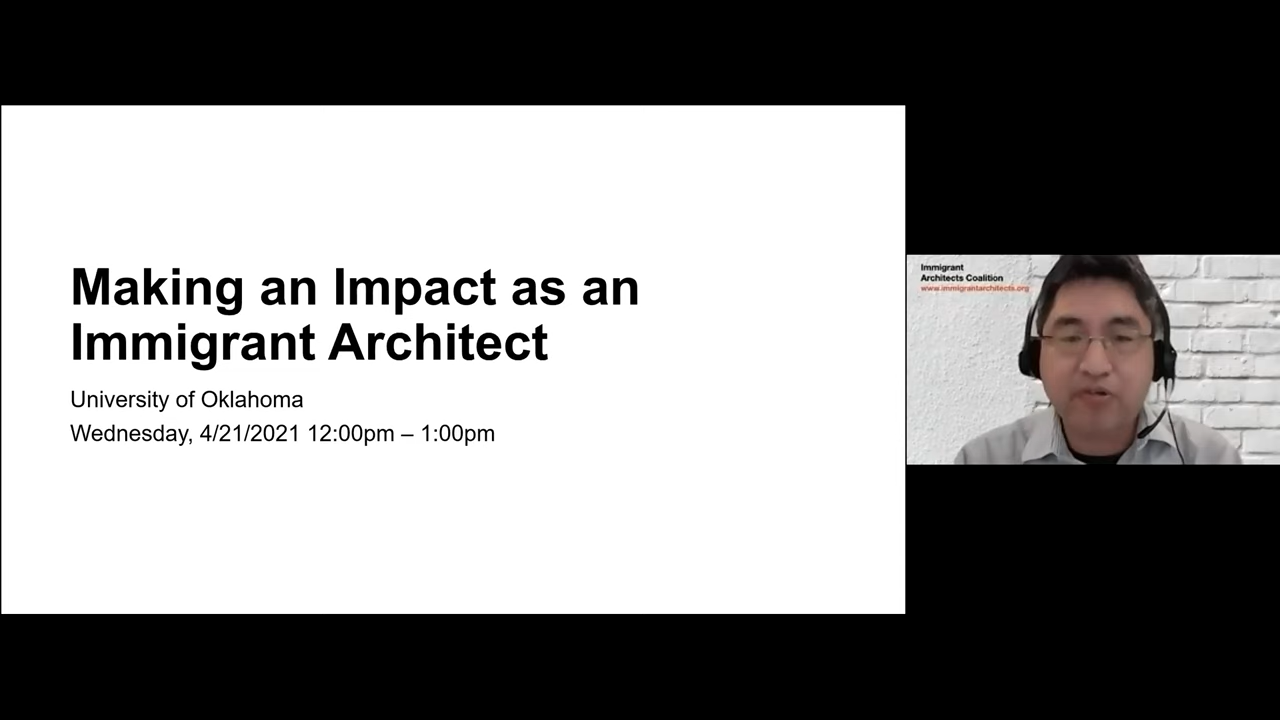 Making an Impact as an
Immigrant Architect
University of Oklahoma
Wednesday, 4/21/2021 12:00pm – 1:00pm
Immigrant
Architects Coalition
www.immigrantarchitects.org